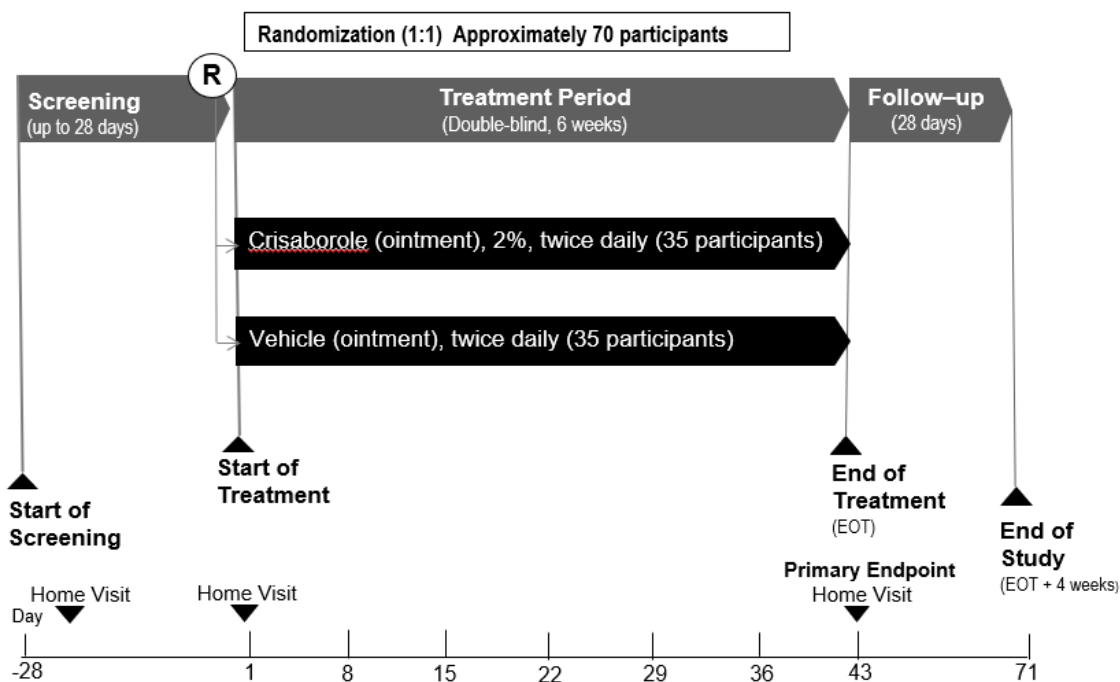 Randomization (1:1) Approximately 70 participants
R
Screening
(up to 28 days)
Treatment Period
(Double-blind, 6 weeks)
Follow–up
(28 days)
Crisaborole (ointment), 2%, twice daily (35 participants)
Vehicle (ointment), twice daily (35 participants)
Start of
Screening
Start of
Treatment
End of
Treatment
(EOT)
End of
Study
(EOT + 4 weeks)
Primary Endpoint
Home Visit
Home Visit
Home Visit
Day
-28
1
8
15
22
29
36
43
71